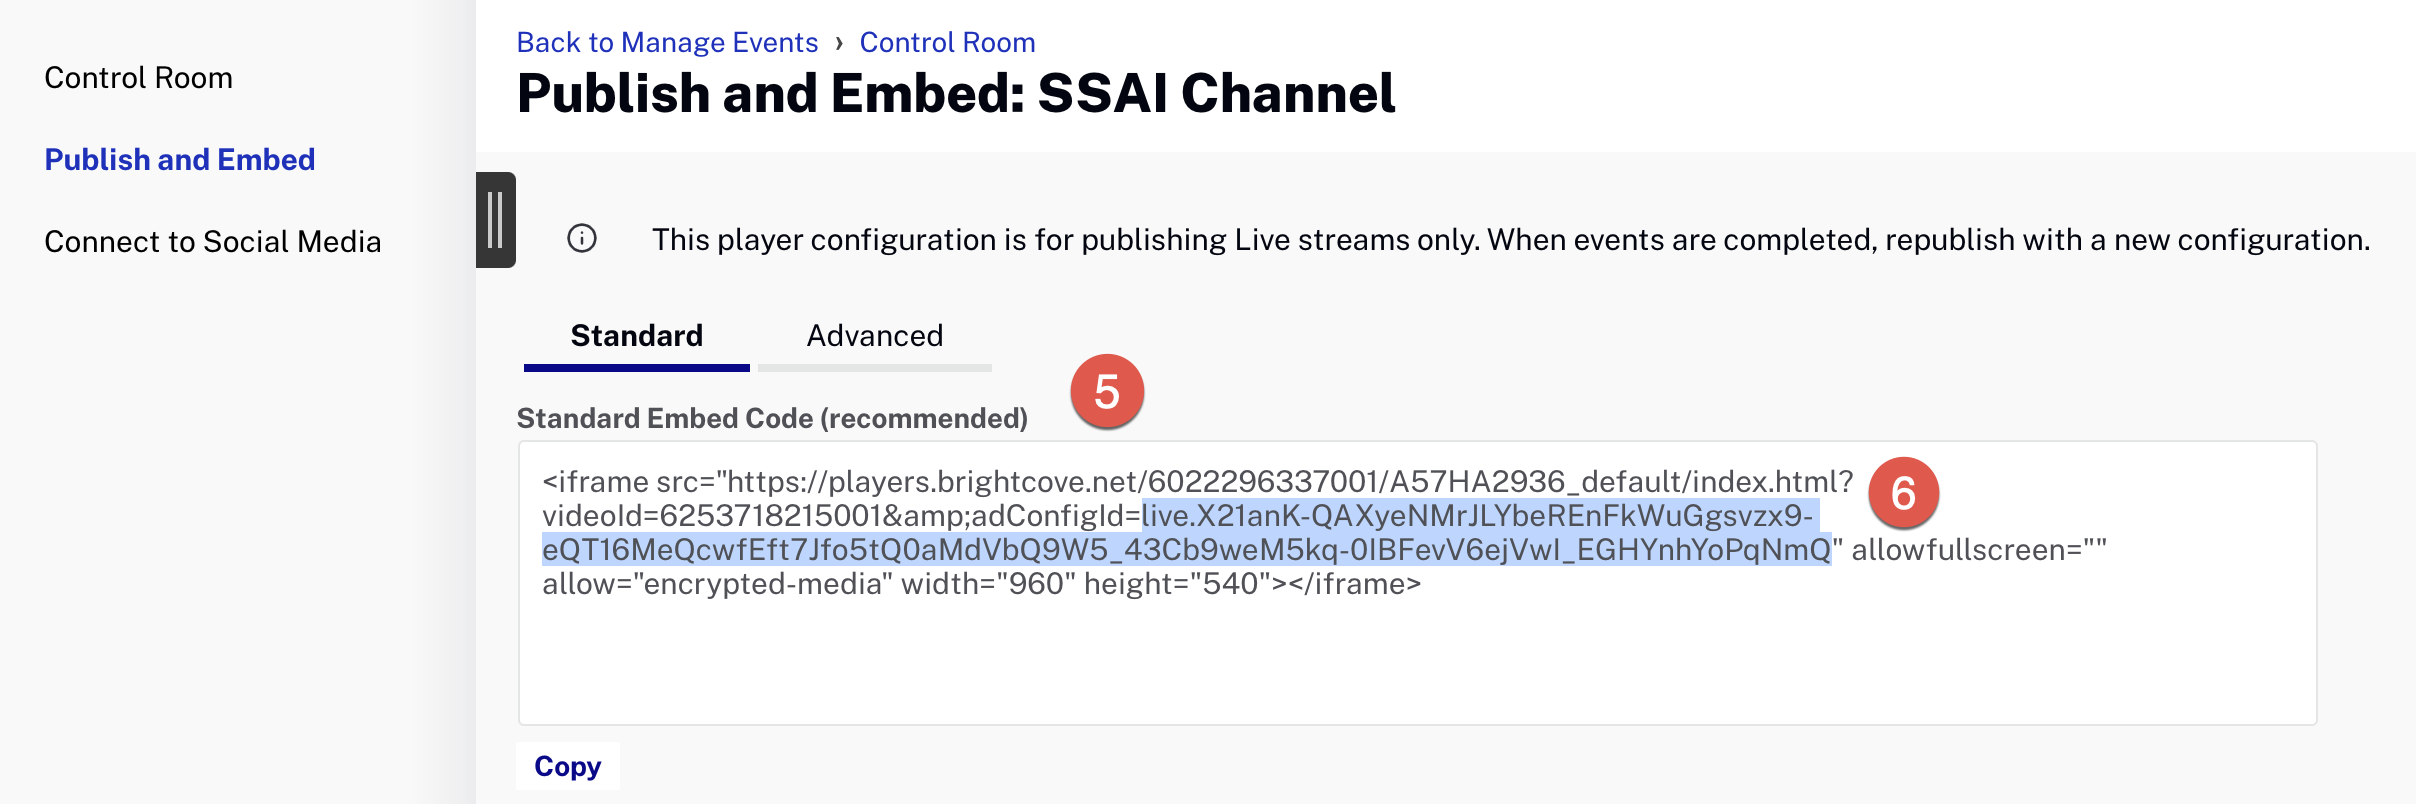 Control Room
Publish and Embed
Connect to Social Media
Back to Manage Events › Control Room
Publish and Embed: SSAI Channel
This player configuration is for publishing Live streams only. When events are completed, republish with a new configuration.
Standard Advanced
5
Standard Embed Code (recommended)
<iframe src="https://players.brightcove.net/6022296337001/A57HA2936_default/index.html?
6
videoId=6253718215001&amp;adConfigId=live.X21anK-QAXyeNMrJLYbeREnFkWuGgsvzx9-
eQT16MeQcwfEft7Jfo5tQ0aMdVbQ9W5_43Cb9weM5kq-0IBFevV6ejVwI_EGHYnhYoPqNmQ" allowfullscreen=""
allow="encrypted-media" width="960" height="540"></iframe>
Copy